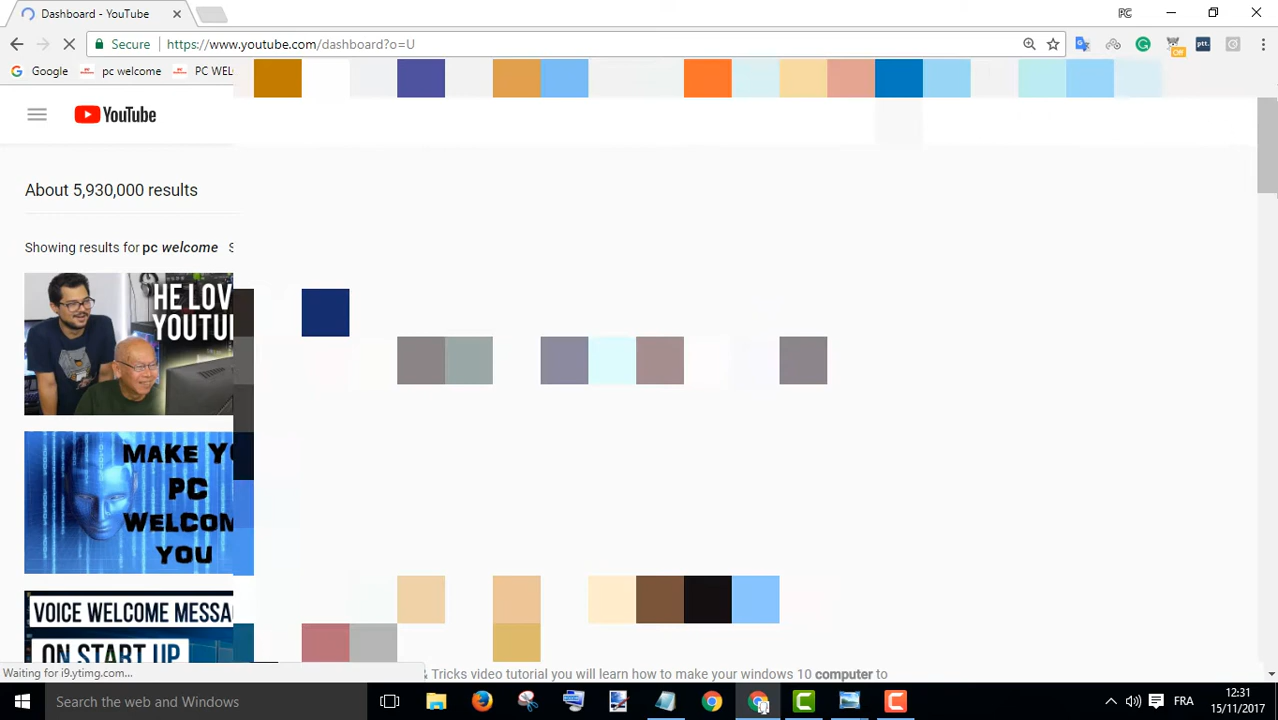 Dashboard - YouTube
PC
Secure
https://www.youtube.com/dashboard?o=U
ptt.
Off
Google
pc welcome
PC WEL
YouTube
About 5,930,000 results
Showing results for pc welcome
HE LOV
YOUTU
MAKE YO
PC
WELCOM
YOU
VOICE WELCOME MESSA
ON START UP
& Tricks video tutorial you will learn how to make your windows 10 computer to
Waiting for i9.ytimg.com...
Search the web and Windows
FRA
12:31
15/11/2017